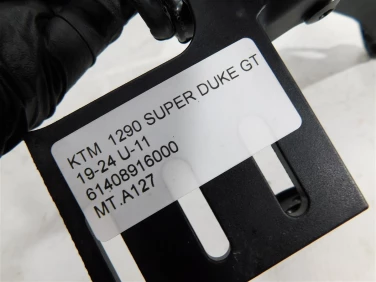 KTM 1290 SUPER DUKE GT
19-24 U-11
61408916000
MT.A127